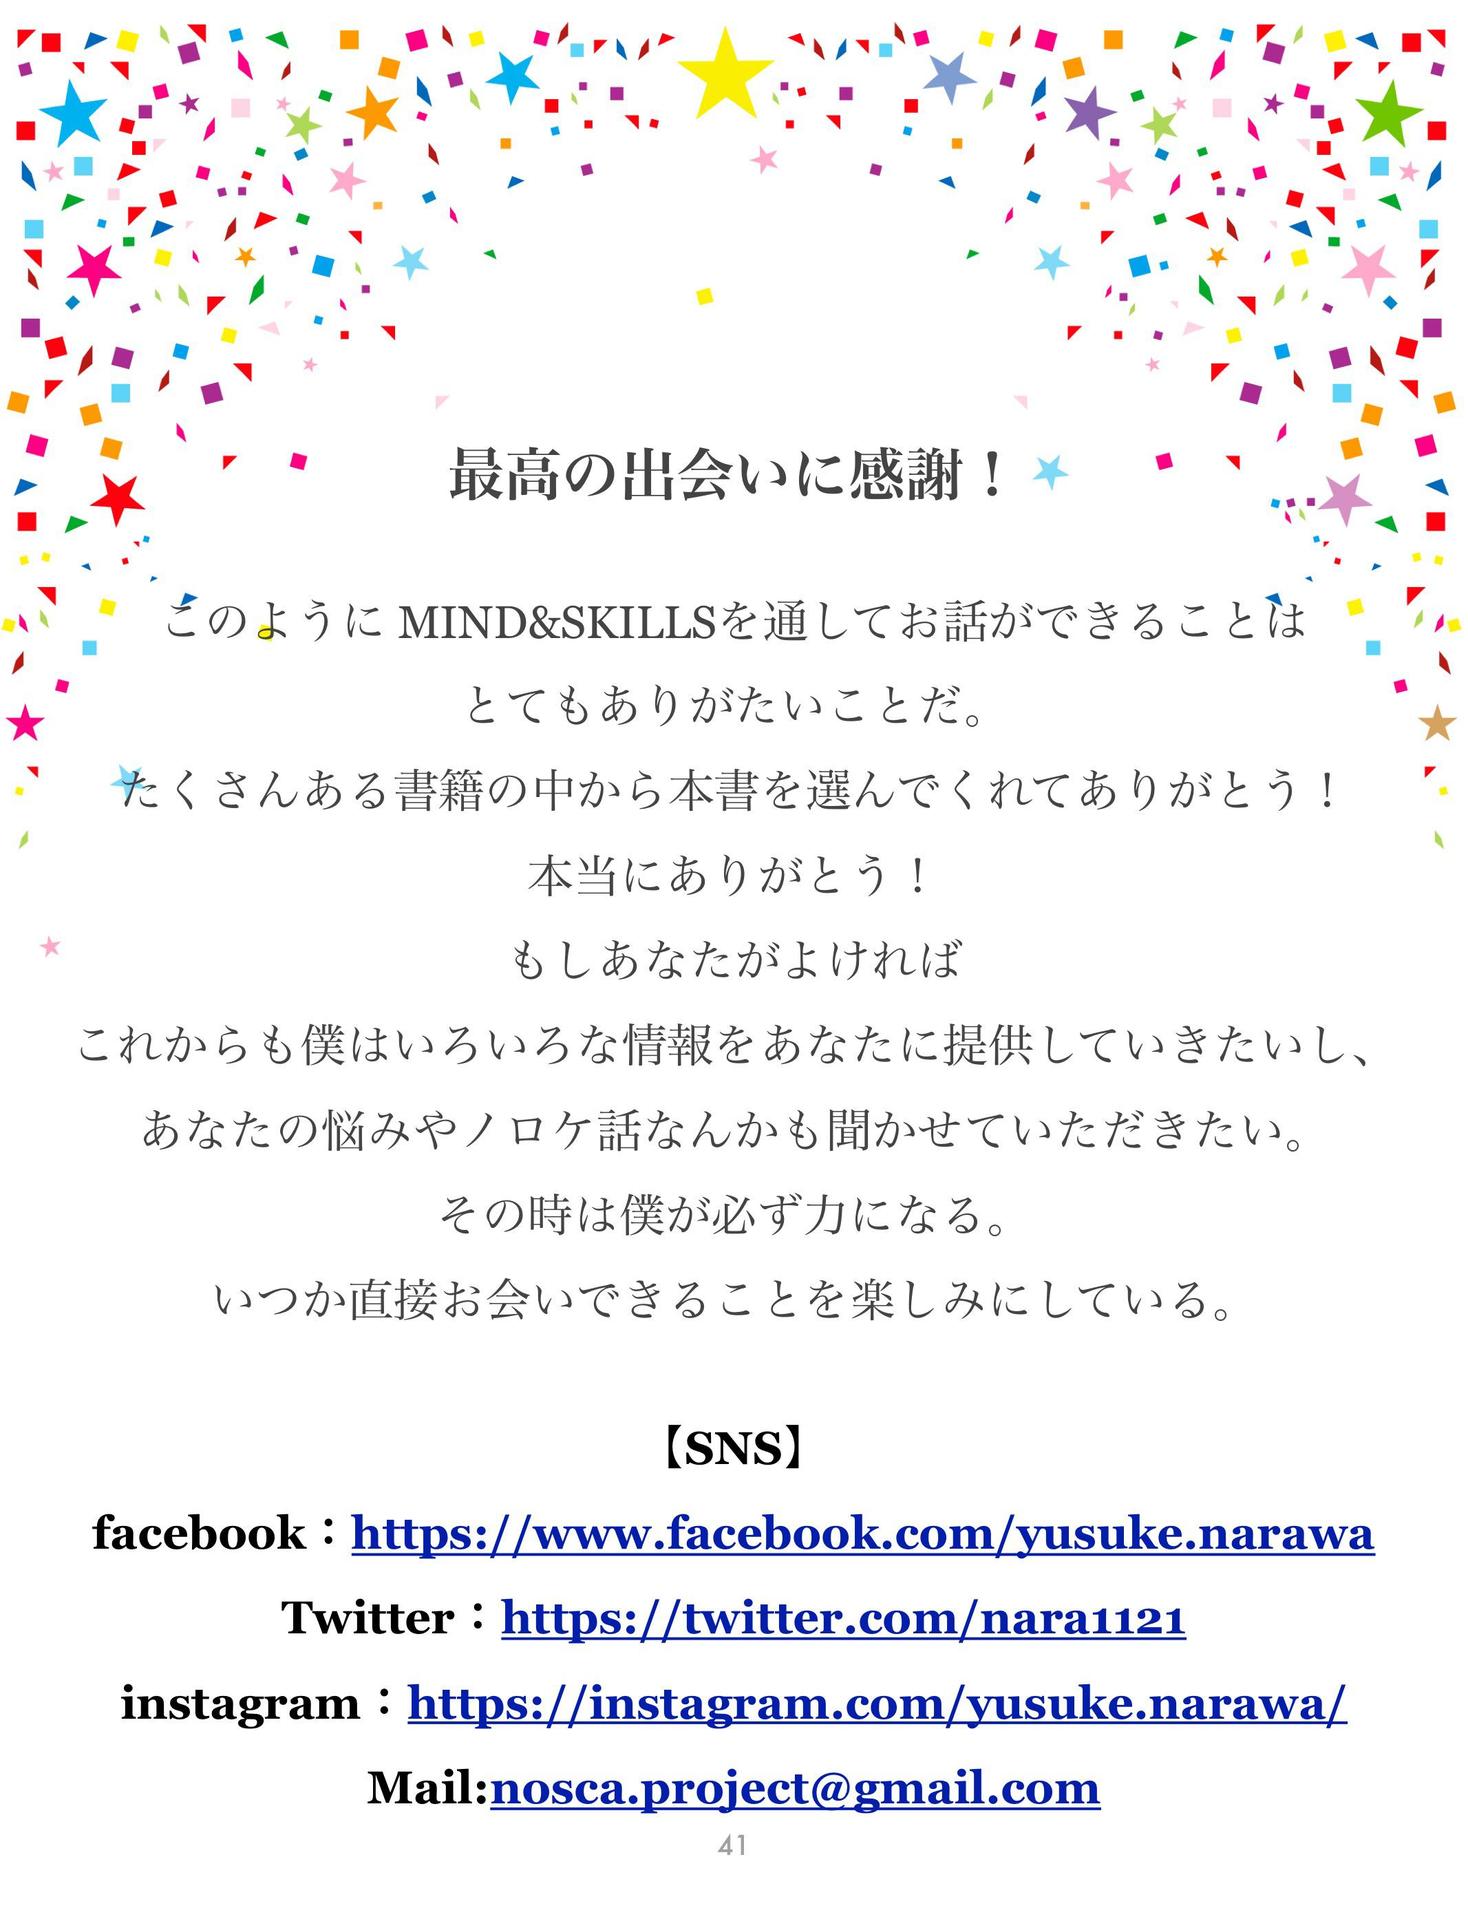 最高の出会いに感謝！
このように MIND&SKILLSを通してお話ができることは
とてもありがたいことだ。
たくさんある書籍の中から本書を選んでくれてありがとう！
本当にありがとう！
もしあなたがよければ
これからも僕はいろいろな情報をあなたに提供していきたいし、
あなたの悩みやノロケ話なんかも聞かせていただきたい。
その時は僕が必ず力になる。
いつか直接お会いできることを楽しみにしている。
【SNS】
facebook：https://www.facebook.com/yusuke.narawa
Twitter：https://twitter.com/nara1121
instagram：https://instagram.com/yusuke.narawa/
Mail:nosca.project@gmail.com
41